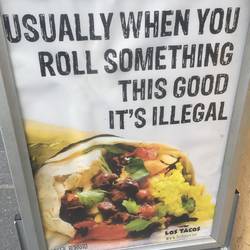 USUALLY WHEN YOU
ROLL SOMETHING
THIS GOOD
IT'S ILLEGAL
LOS TACOS